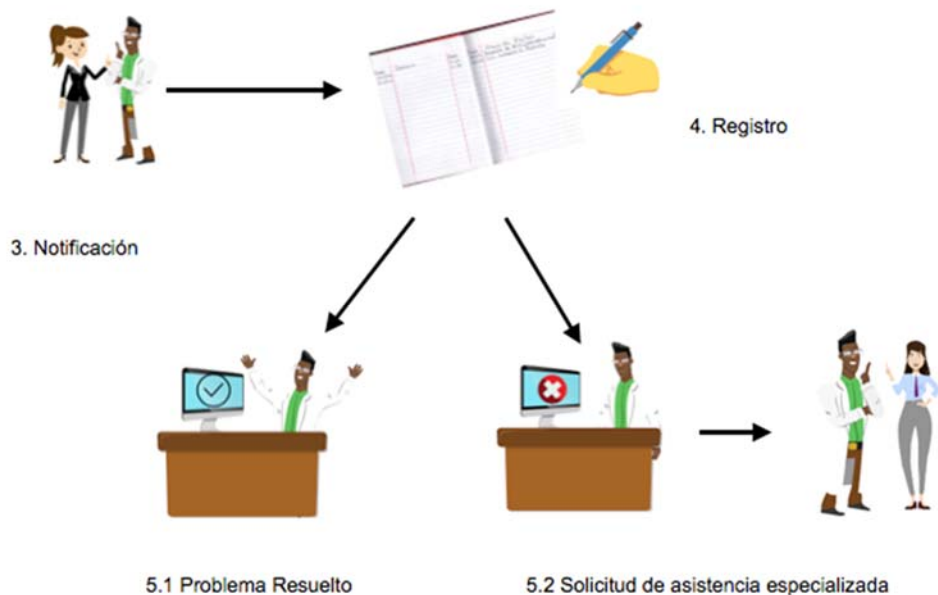 4. Registro
3. Notificación
5.1 Problema Resuelto
5.2 Solicitud de asistencia especializada